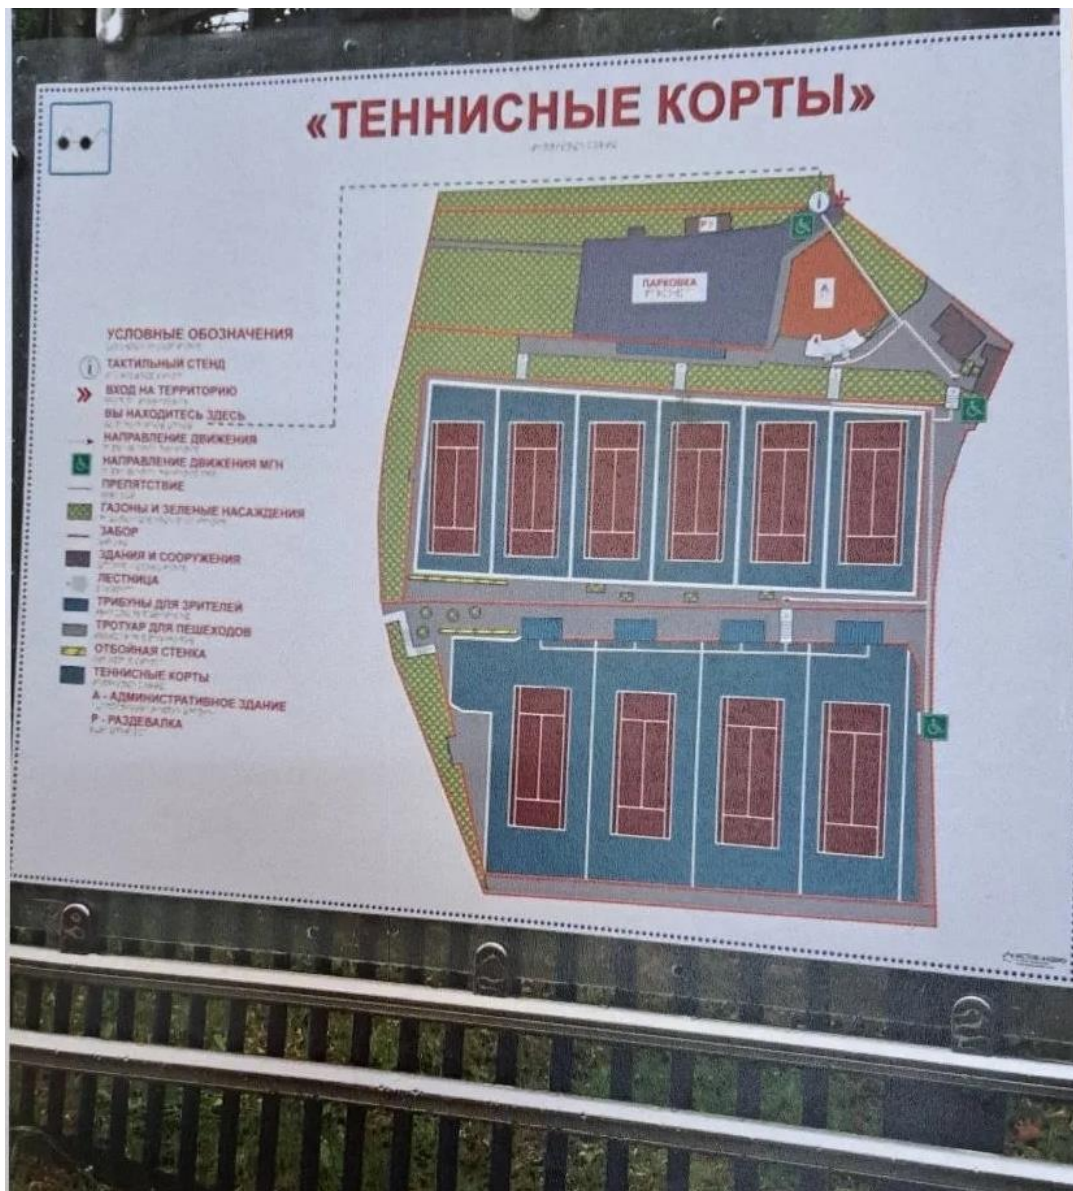 «ТЕННИСНЫЕ КОРТЫ»
i
P
ПАРКОВКА
А
УСЛОВНЫЕ ОБОЗНАЧЕНИЯ
i ТАКТИЛЬНЫЙ СТЕНД
ВХОД НА ТЕРРИТОРИЮ
ВЫ НАХОДИТЕСЬ ЗДЕСЬ
НАПРАВЛЕНИЕ ДВИЖЕНИЯ
НАПРАВЛЕНИЕ ДВИЖЕНИЯ МГН
ПРЕПЯТСТВИЕ
ГАЗОНЫ И ЗЕЛЕНЫЕ НАСАЖДЕНИЯ
ЗАБОР
ЗДАНИЯ И СООРУЖЕНИЯ
ЛЕСТНИЦА
ТРИБУНЫ ДЛЯ ЗРИТЕЛЕЙ
ТРОТУАР ДЛЯ ПЕШЕХОДОВ
ОТБОЙНАЯ СТЕНКА
ТЕННИСНЫЕ КОРТЫ
А - АДМИНИСТРАТИВНОЕ ЗДАНИЕ
Р - РАЗДЕВАЛКА